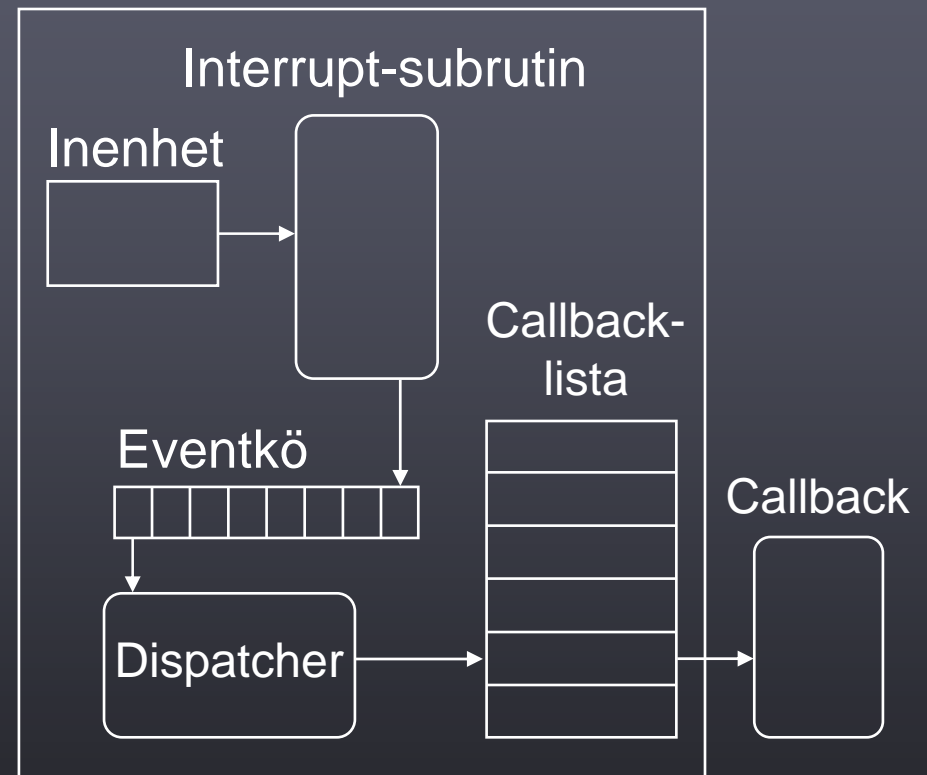 Interrupt-subrutin
Inenhet
Callback-
lista
Eventkö
Callback
Dispatcher